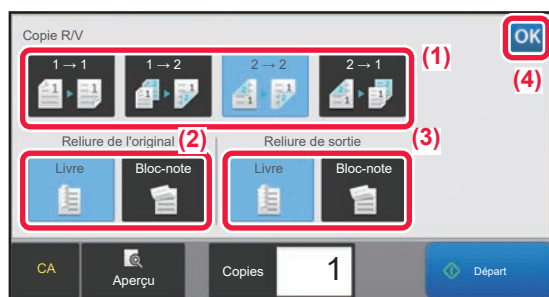 Copie R/V
OK
(1)
(4)
1 → 1
1 → 2
2 → 2
2 → 1
Reliure de l'original
(2)
Reliure de sortie
(3)
Livre
Bloc-note
Livre
Bloc-note
CA
Aperçu
Copies
1
Départ